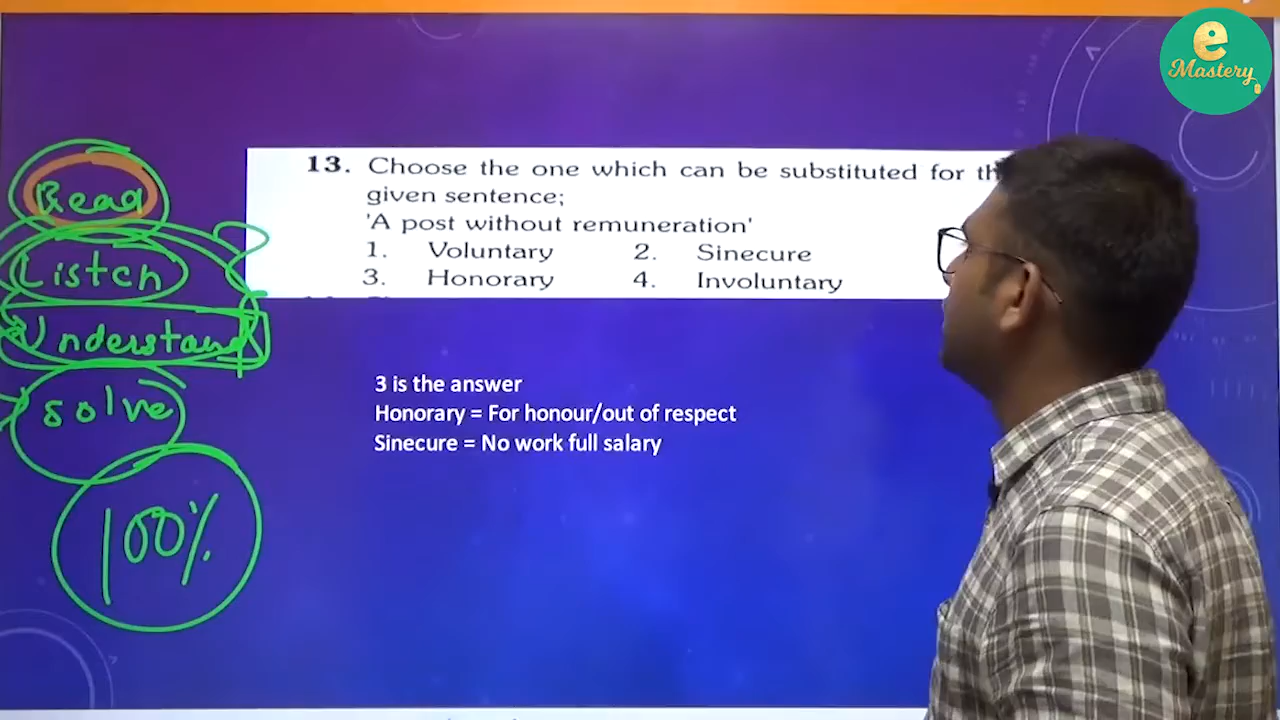 e
Mastery
Read
Listen
Understand
Solve
100%
13. Choose the one which can be substituted for
given sentence;
'A post without remuneration'
1. Voluntary 2. Sinecure
3. Honorary 4. Involuntary
3 is the answer
Honorary = For honour/out of respect
Sinecure = No work full salary